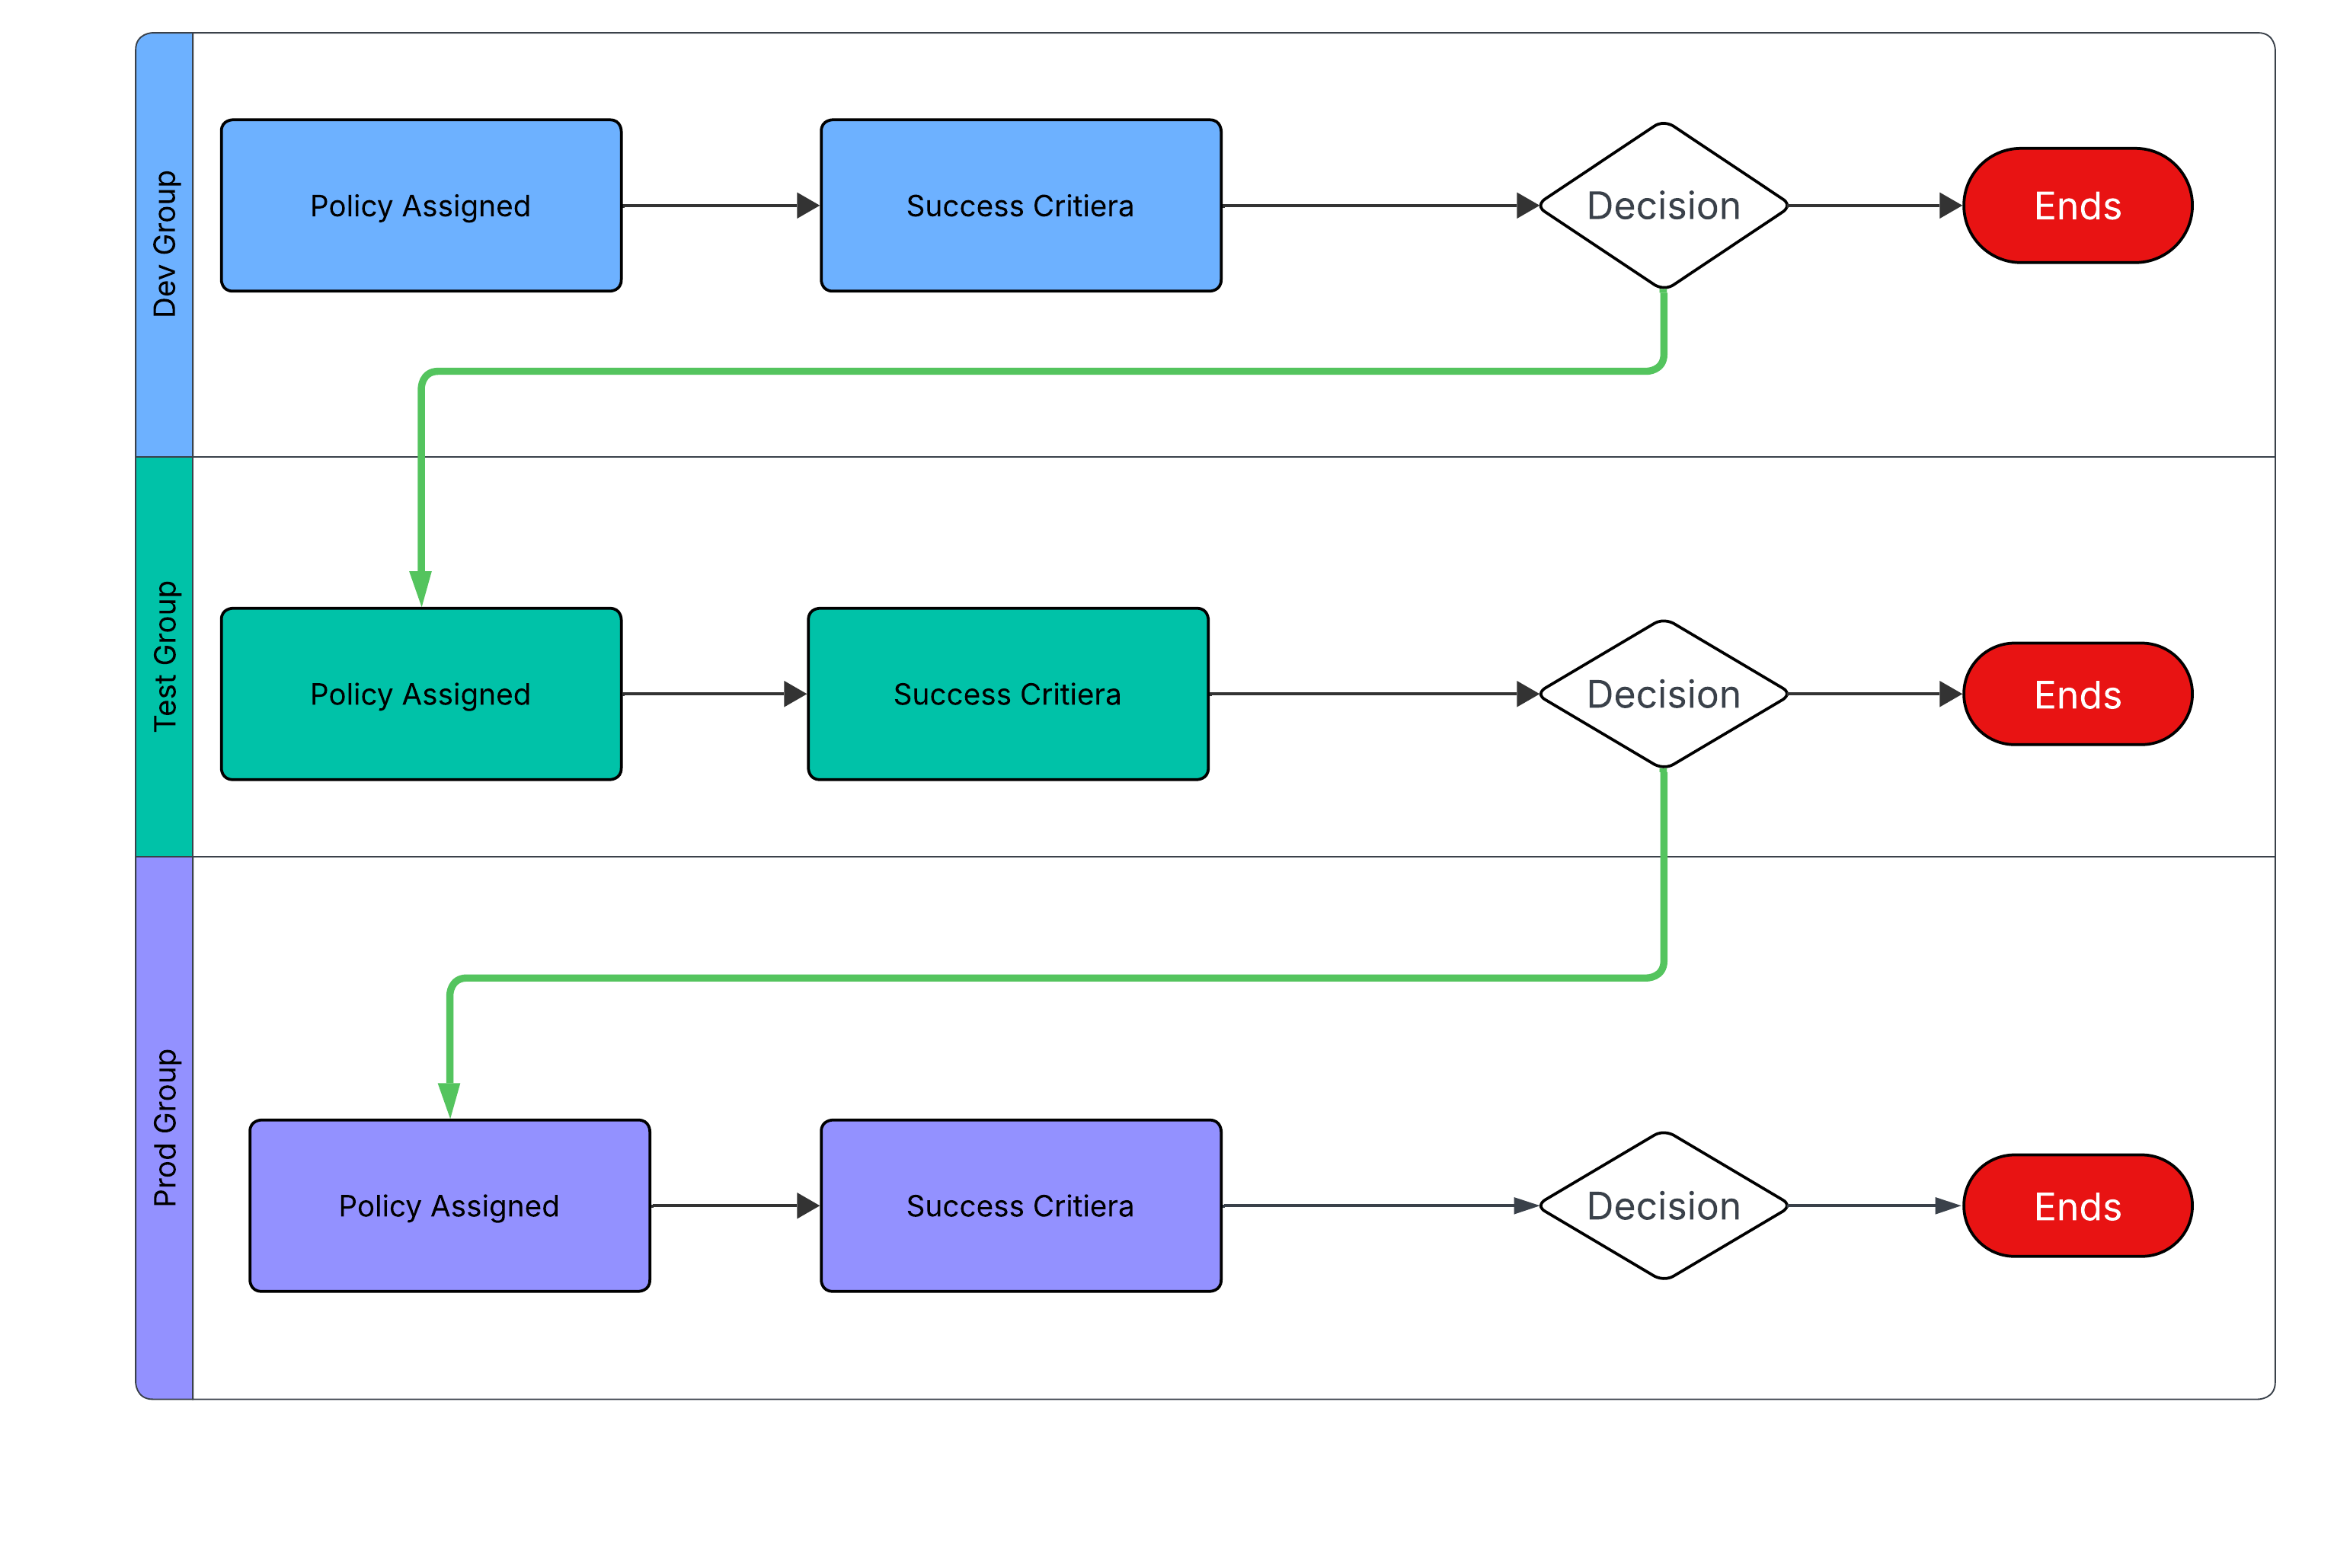 Dev Group
Policy Assigned
Success Critiera
Decision
Ends
Test Group
Policy Assigned
Success Critiera
Decision
Ends
Prod Group
Policy Assigned
Success Critiera
Decision
Ends